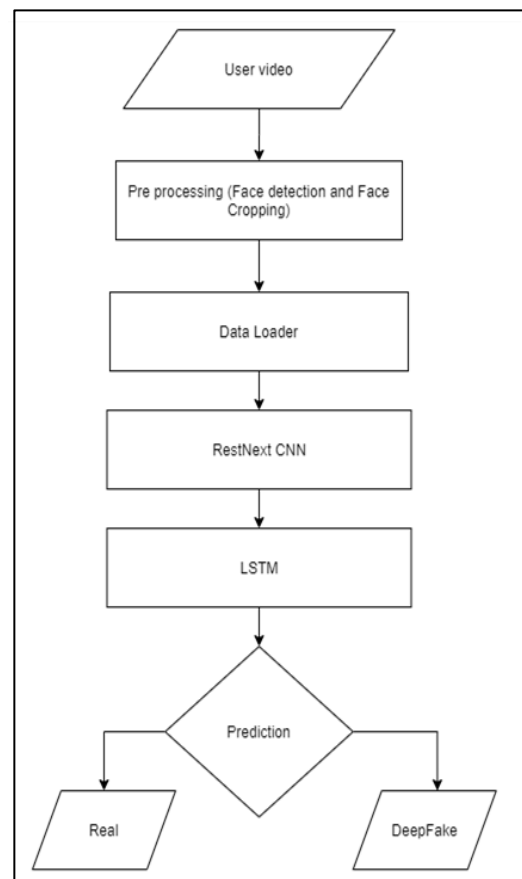 User video
Pre processing (Face detection and Face
Cropping)
Data Loader
RestNext CNN
LSTM
Prediction
Real
DeepFake